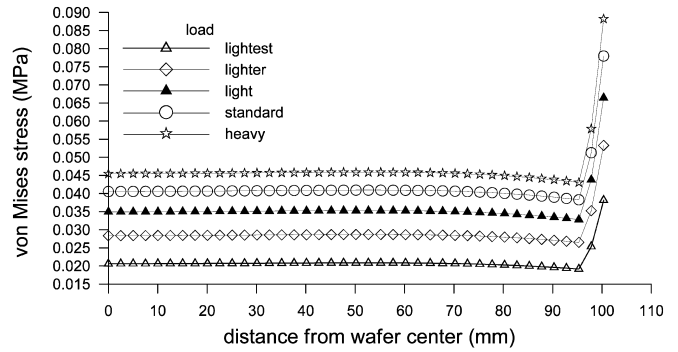 0.090
0.085
0.080
0.075
0.070
0.065
0.060
0.055
0.050
0.045
0.040
0.035
0.030
0.025
0.020
0.015
von Mises stress (MPa)
load
lightest
lighter
light
standard
heavy
0 10 20 30 40 50 60 70 80 90 100 110
distance from wafer center (mm)